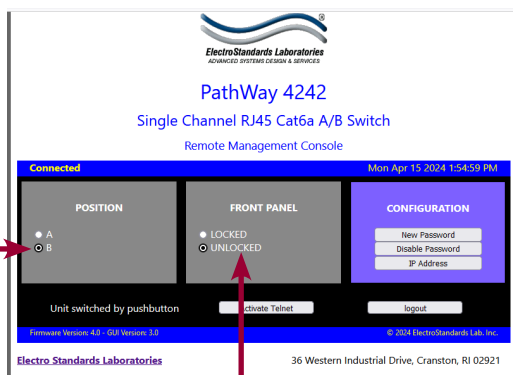 ®
ElectroStandards Laboratories
ADVANCED SYSTEMS DESIGN & SERVICES
PathWay 4242
Single Channel RJ45 Cat6a A/B Switch
Remote Management Console
Connected
Mon Apr 15 2024 1:54:59 PM
POSITION
A
B
FRONT PANEL
LOCKED
UNLOCKED
CONFIGURATION
New Password
Disable Password
IP Address
Unit switched by pushbutton
Activate Telnet
logout
Firmware Version: 4.0 - GUI Version: 3.0
© 2024 ElectroStandards Lab. Inc.
Electro Standards Laboratories
36 Western Industrial Drive, Cranston, RI 02921